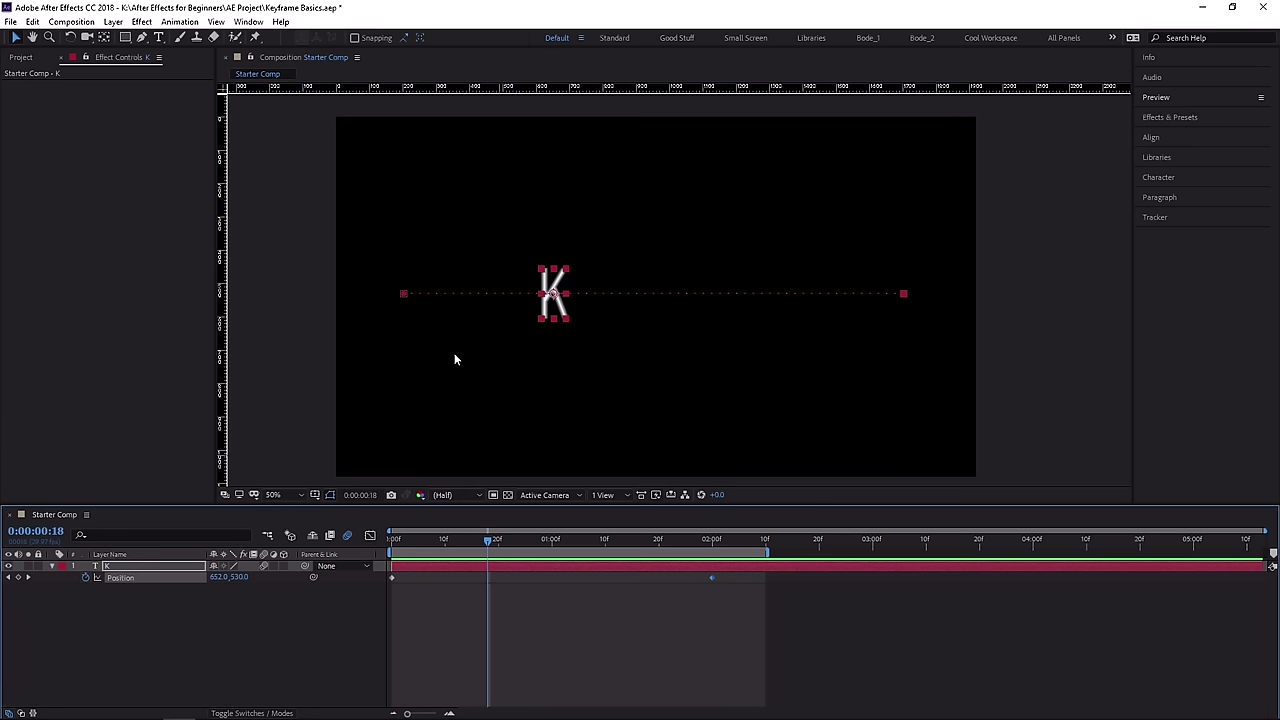 Adobe After Effects CC 2018 - K:\After Effects for Beginners\AE Project\Keyframe Basics.aep *
File Edit Composition Layer Effect Animation View Window Help
Snapping Default Standard Good Stuff Small Screen Libraries Bode_1 Bode_2 Cool Workspace All Panels Search Help
Project Effect Controls K Composition Starter Comp Info
Starter Comp • K Starter Comp Audio
Preview
Effects & Presets
Align
Libraries
Character
Paragraph
Tracker
K
50% 0:00:00:18 (Half) Active Camera 1 View +0.0
Starter Comp
0:00:00:18
00018 (29.97 fps)
:00f 10f 20f 01:00f 10f 20f 02:00f 10f 20f 03:00f 10f 20f 04:00f 10f 20f 05:00f 10f
# Layer Name Parent & Link
1 T K None
Position 652.0,530.0
Toggle Switches / Modes